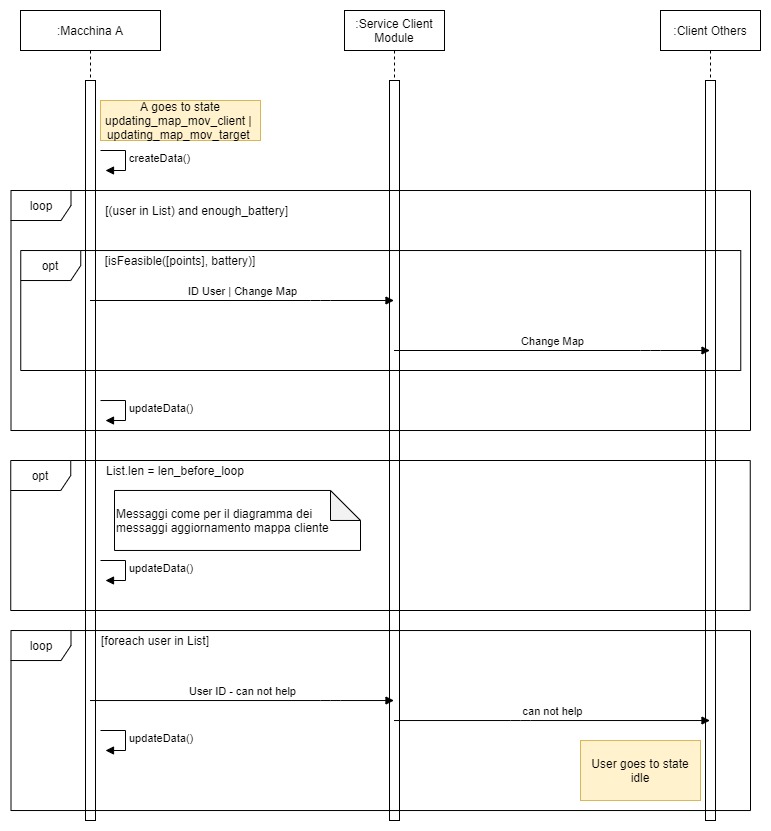 :Macchina A
:Service Client
Module
:Client Others
A goes to state
updating_map_mov_client |
updating_map_mov_target
createData()
loop
[(user in List) and enough_battery]
opt
[isFeasible([points], battery)]
ID User | Change Map
Change Map
updateData()
opt
List.len = len_before_loop
Messaggi come per il diagramma dei
messaggi aggiornamento mappa cliente
updateData()
loop
[foreach user in List]
User ID - can not help
can not help
updateData()
User goes to state
idle